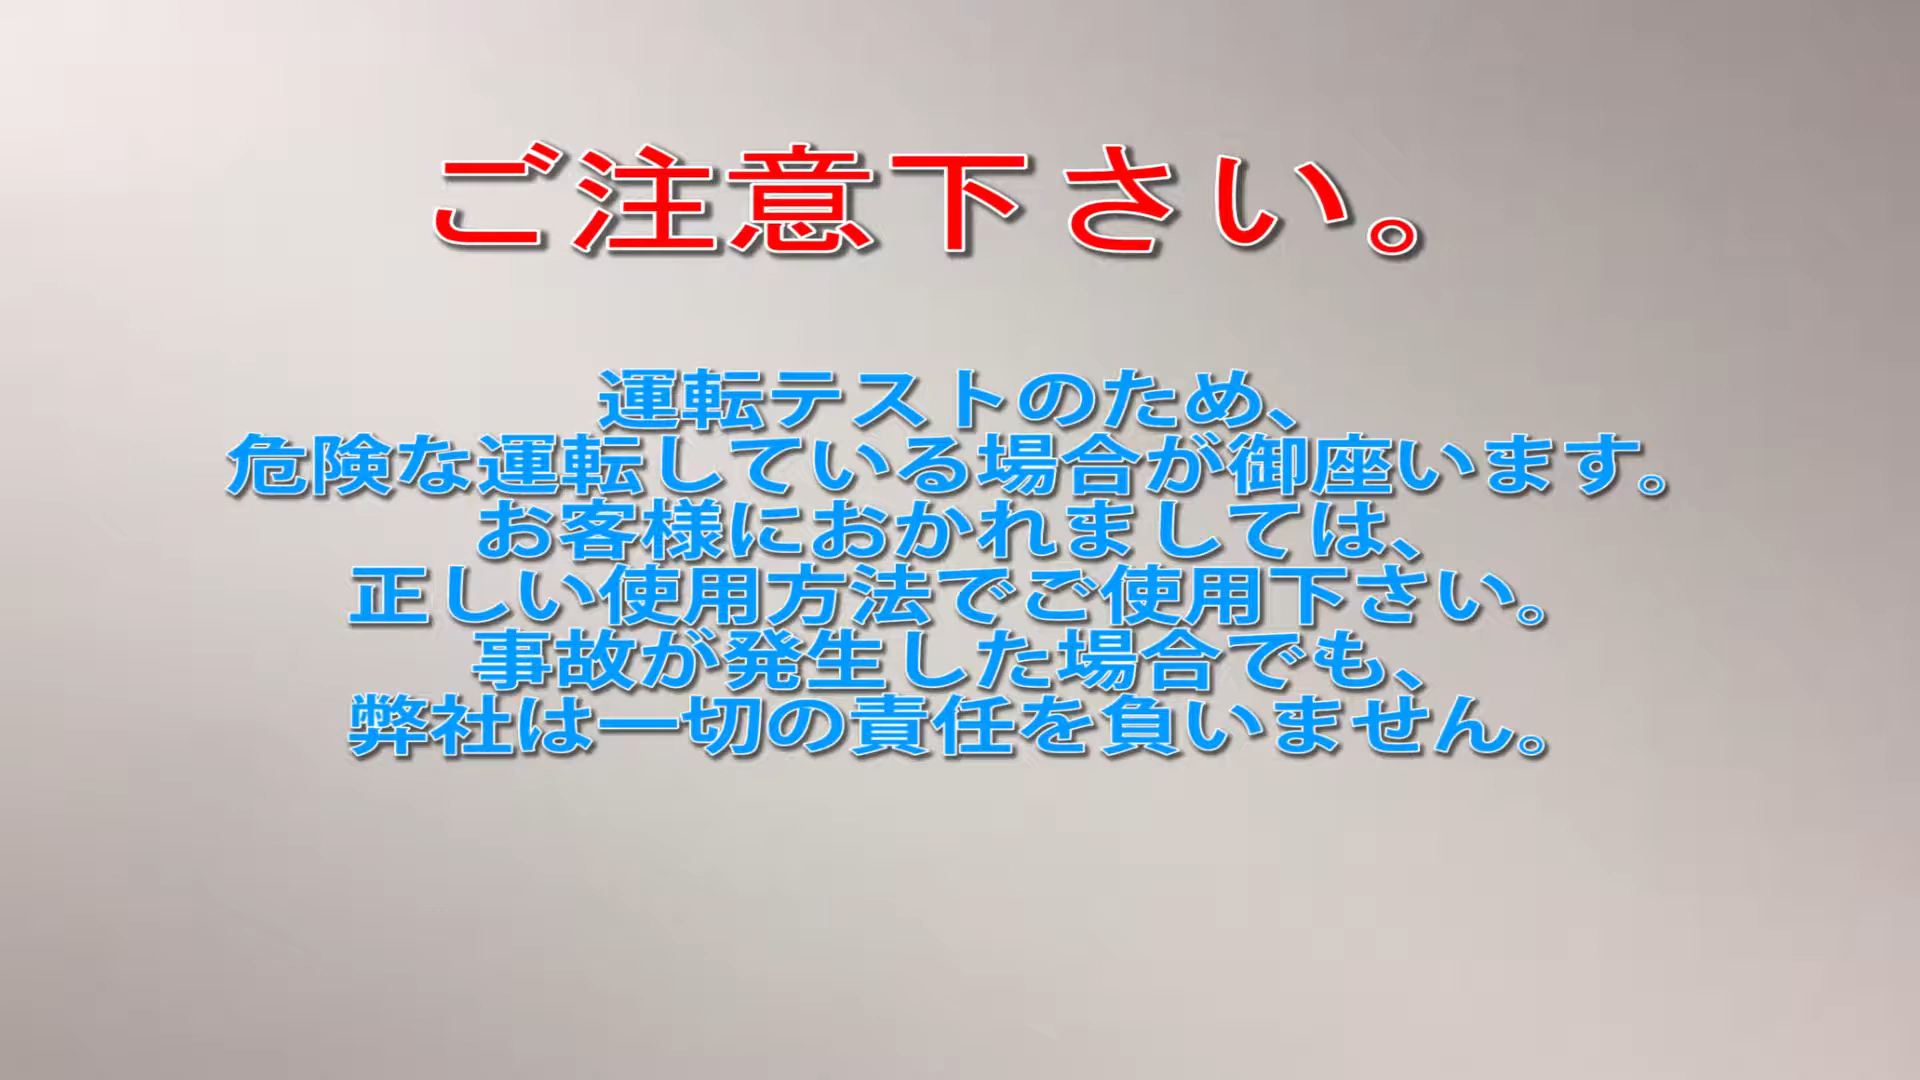 ご注意下さい。
運転テストのため、
危険な運転している場合が御座います。
お客様におかれましては、
正しい使用方法でご使用下さい。
事故が発生した場合でも、
弊社は一切の責任を負いません。